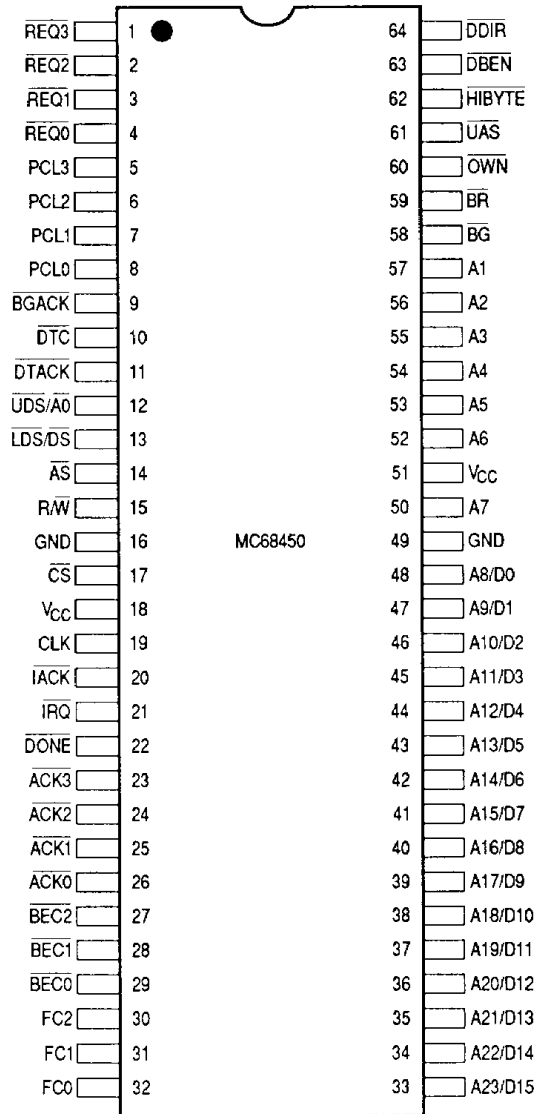 REQ3 1 64 DDIR
REQ2 2 63 DBEN
REQ1 3 62 HIBYTE
REQ0 4 61 UAS
PCL3 5 60 OWN
PCL2 6 59 BR
PCL1 7 58 BG
PCL0 8 57 A1
BGACK 9 56 A2
DTC 10 55 A3
DTACK 11 54 A4
UDS/A0 12 53 A5
LDS/DS 13 52 A6
AS 14 51 VCC
R/W 15 50 A7
GND 16 MC68450 49 GND
CS 17 48 A8/D0
VCC 18 47 A9/D1
CLK 19 46 A10/D2
IACK 20 45 A11/D3
IRQ 21 44 A12/D4
DONE 22 43 A13/D5
ACK3 23 42 A14/D6
ACK2 24 41 A15/D7
ACK1 25 40 A16/D8
ACK0 26 39 A17/D9
BEC2 27 38 A18/D10
BEC1 28 37 A19/D11
BEC0 29 36 A20/D12
FC2 30 35 A21/D13
FC1 31 34 A22/D14
FC0 32 33 A23/D15